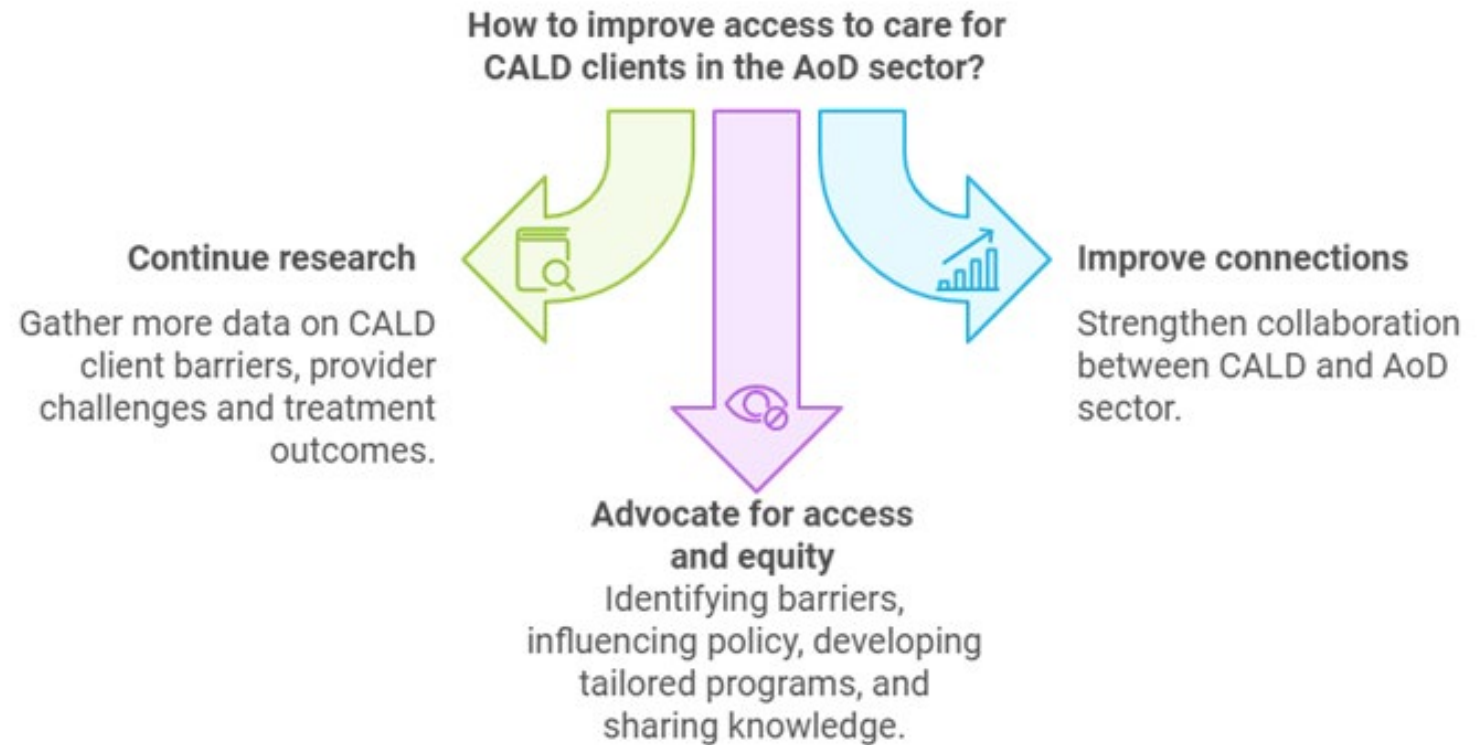 How to improve access to care for
CALD clients in the AoD sector?
Continue research
Gather more data on CALD
client barriers, provider
challenges and treatment
outcomes.
Improve connections
Strengthen collaboration
between CALD and AoD
sector.
Advocate for access
and equity
Identifying barriers,
influencing policy, developing
tailored programs, and
sharing knowledge.